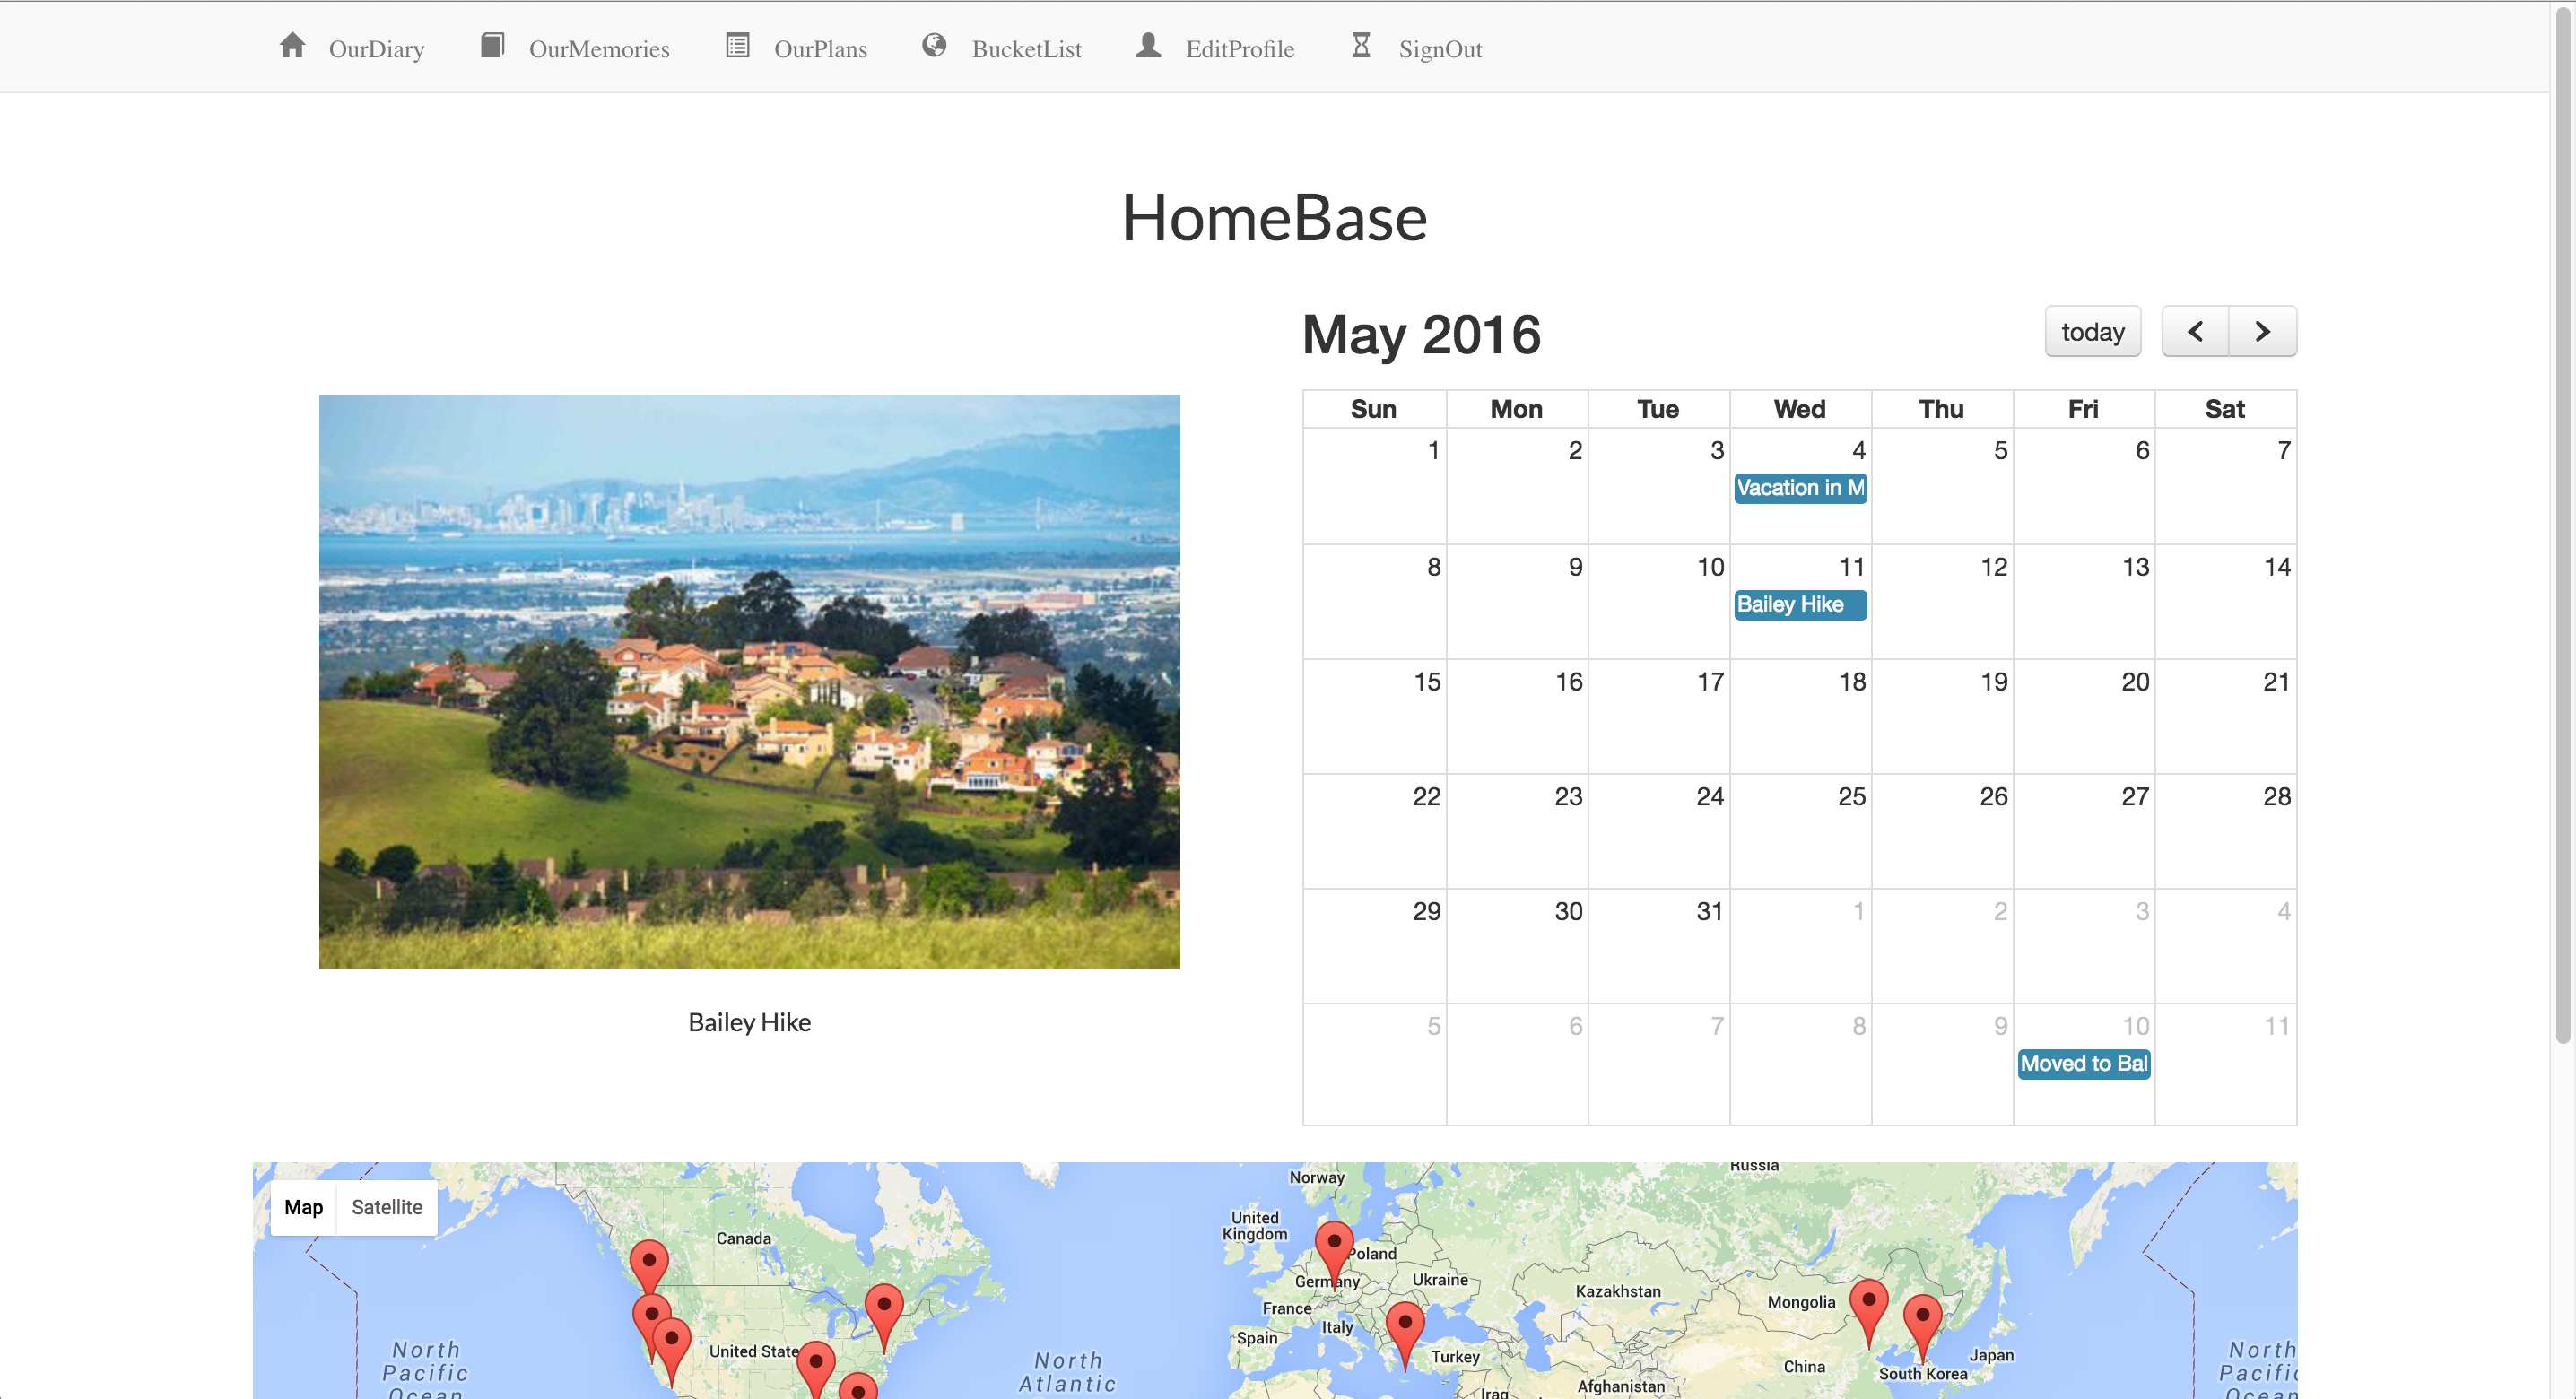 OurDiary OurMemories OurPlans BucketList EditProfile SignOut
HomeBase
May 2016
today
Sun Mon Tue Wed Thu Fri Sat
1 2 3 4 5 6 7
Vacation in M
8 9 10 11 12 13 14
Bailey Hike
15 16 17 18 19 20 21
22 23 24 25 26 27 28
29 30 31 1 2 3 4
5 6 7 8 9 10 11
Moved to Bal
Bailey Hike
Map Satellite
Canada
United State
North
Pacific
Ocean
North
Atlantic
Norway
United
Kingdom
Poland
Germany
Ukraine
France
Italy
Spain
Turkey
Iraq
Russia
Kazakhstan
Mongolia
China
Afghanistan
South Korea
Japan
North
Pacific
Ocean